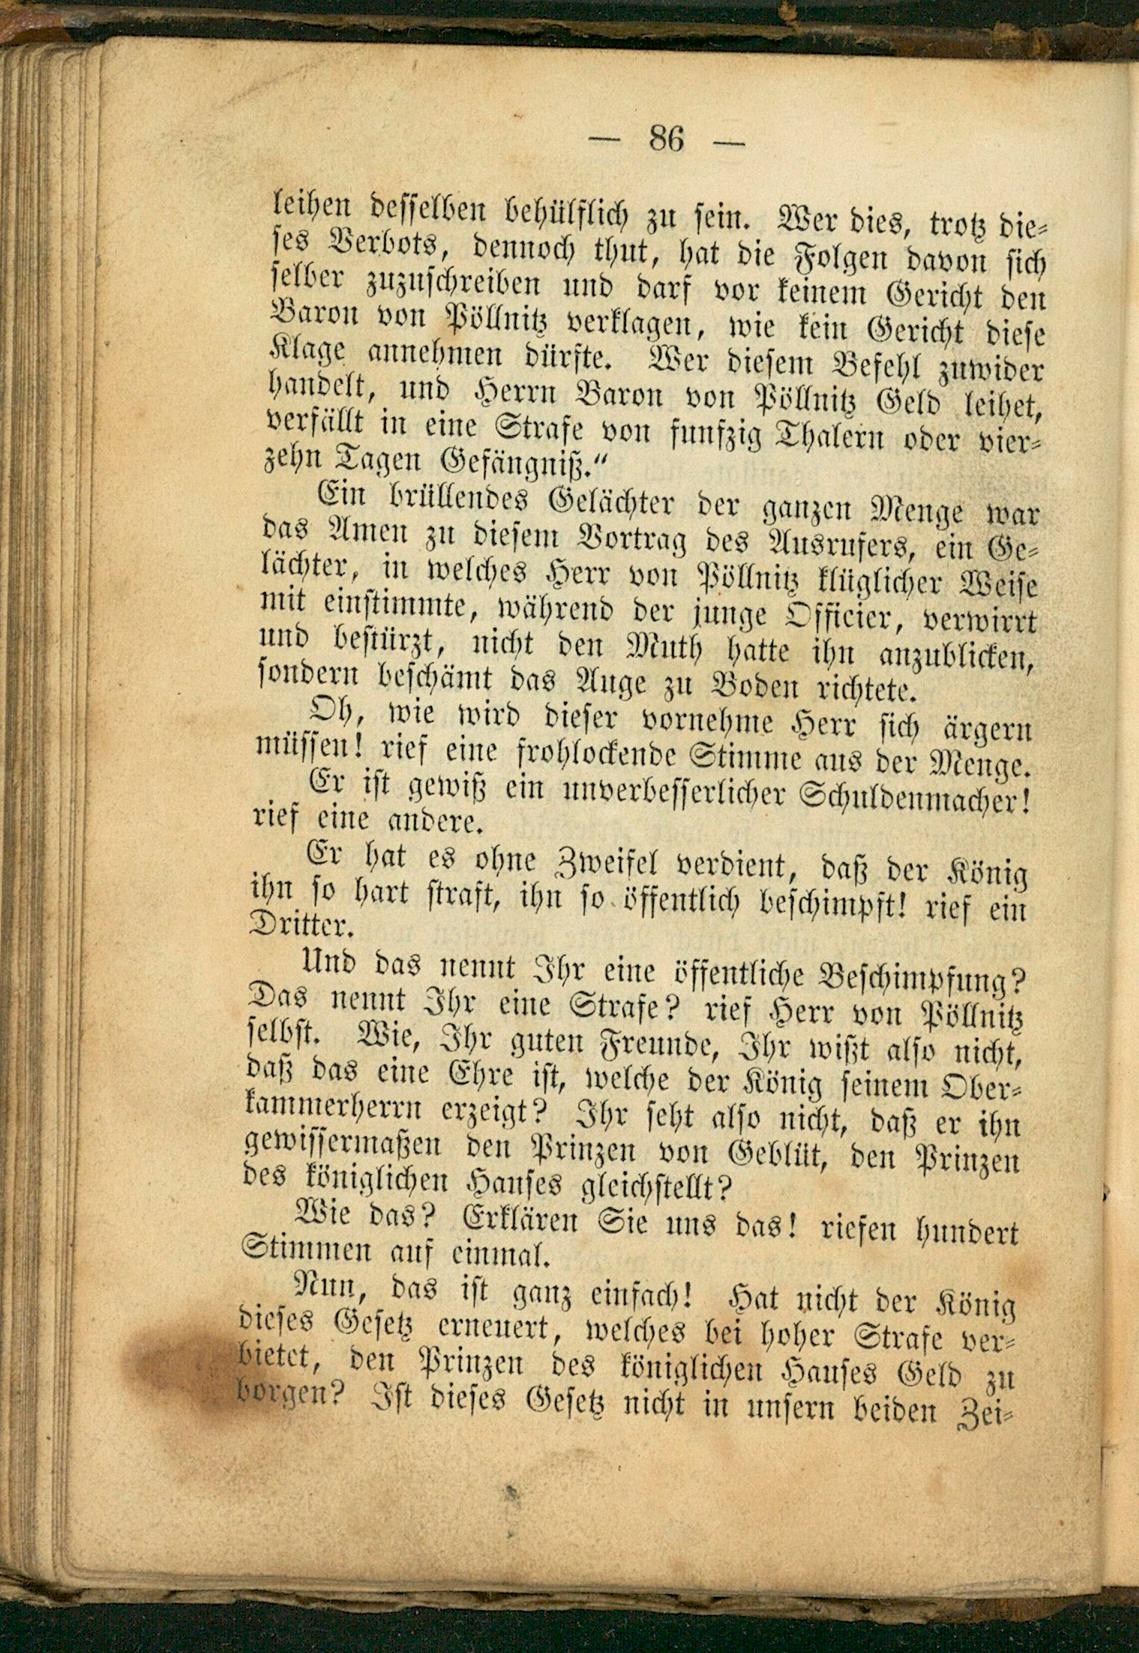 — 86 —
leihen desselben behülflich zu sein. Wer dies, trotz die-
ses Verbots, dennoch thut, hat die Folgen davon sich
selber zuzuschreiben und darf vor keinem Gericht den
Baron von Pöllnitz verklagen, wie kein Gericht diese
Klage annehmen dürfte. Wer diesem Befehl zuwider
handelt, und Herrn Baron von Pöllnitz Geld leihet,
verfällt in eine Strafe von funfzig Thalern oder vier-
zehn Tagen Gefängniß.“
Ein brüllendes Gelächter der ganzen Menge war
das Amen zu diesem Vortrag des Ausrufers, ein Ge-
lächter, in welches Herr von Pöllnitz klüglicher Weise
mit einstimmte, während der junge Officier, verwirrt
und bestürzt, nicht den Muth hatte ihn anzublicken,
sondern beschämt das Auge zu Boden richtete.
Oh, wie wird dieser vornehme Herr sich ärgern
müssen! rief eine frohlockende Stimme aus der Menge.
Er ist gewiß ein unverbesserlicher Schuldenmacher!
rief eine andere.
Er hat es ohne Zweifel verdient, daß der König
ihn so hart straft, ihn so öffentlich beschimpft! rief ein
Dritter.
Und das nennt Ihr eine öffentliche Beschimpfung?
Das nennt Ihr eine Strafe? rief Herr von Pöllnitz
selbst. Wie, Ihr guten Freunde, Ihr wißt also nicht,
daß das eine Ehre ist, welche der König seinem Ober-
kammerherrn erzeigt? Ihr seht also nicht, daß er ihn
gewissermaßen den Prinzen von Geblüt, den Prinzen
des königlichen Hauses gleichstellt?
Wie das? Erklären Sie uns das! riefen hundert
Stimmen auf einmal.
Nun, das ist ganz einfach! Hat nicht der König
dieses Gesetz erneuert, welches bei hoher Strafe ver-
bietet, den Prinzen des königlichen Hauses Geld zu
borgen? Ist dieses Gesetz nicht in unsern beiden Zei-